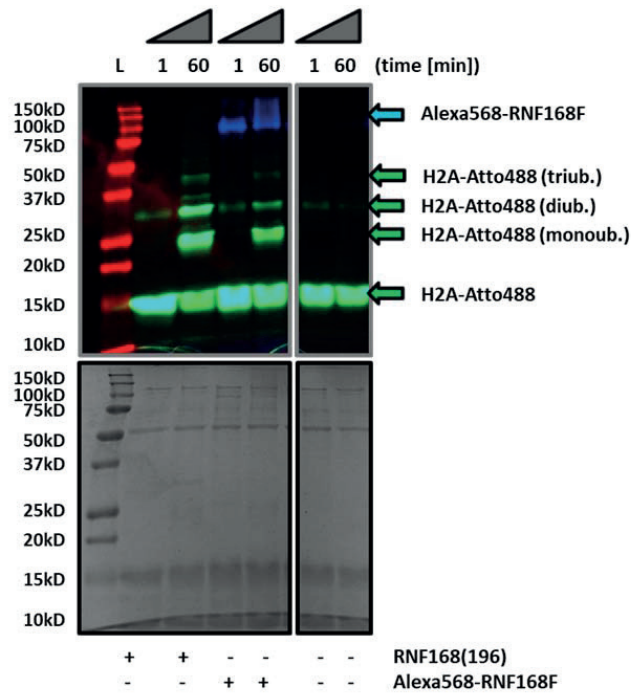 L 1 60 1 60 1 60 (time [min])
150kD
100kD
75kD
50kD
37kD
25kD
20kD
15kD
10kD
Alexa568-RNF168F
H2A-Atto488 (triub.)
H2A-Atto488 (diub.)
H2A-Atto488 (monoub.)
H2A-Atto488
150kD
100kD
75kD
50kD
37kD
25kD
20kD
15kD
10kD
+ + - - - - RNF168(196)
- - + + - - Alexa568-RNF168F